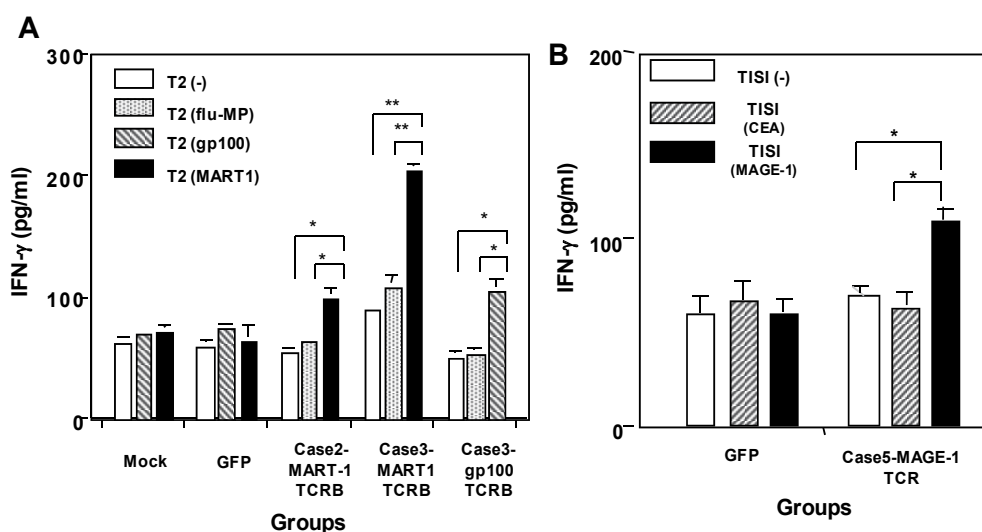 A
300
200
100
0
IFN-γ (pg/ml)
T2 (-)
T2 (flu-MP)
T2 (gp100)
T2 (MART1)
**
**
*
*
*
*
Mock
GFP
Case2-
MART-1
TCRB
Case3-
MART1
TCRB
Case3-
gp100
TCRB
Groups
B
200
100
0
IFN-γ (pg/ml)
TISI (-)
TISI
(CEA)
TISI
(MAGE-1)
*
*
GFP
Case5-MAGE-1
TCR
Groups